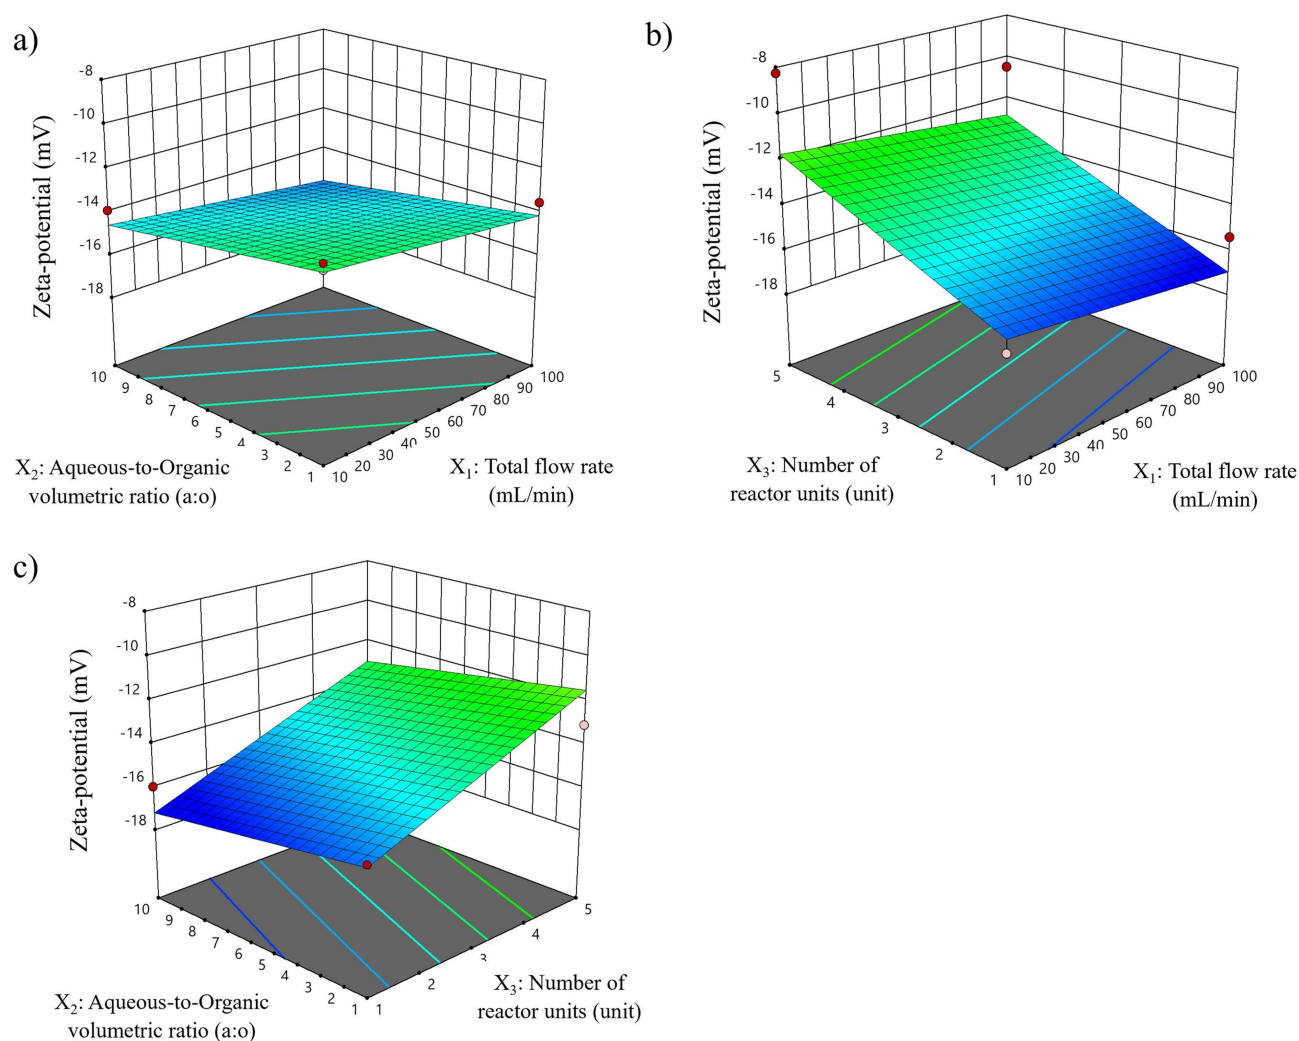 a)
-8
-10
-12
-14
-16
-18
Zeta-potential (mV)
10 9 8 7 6 5 4 3 2 1
10 20 30 40 50 60 70 80 90 100
X₂: Aqueous-to-Organic
volumetric ratio (a:o)
X₁: Total flow rate
(mL/min)
b)
-8
-10
-12
-14
-16
-18
Zeta-potential (mV)
5 4 3 2 1
10 20 30 40 50 60 70 80 90 100
X₃: Number of
reactor units (unit)
X₁: Total flow rate
(mL/min)
c)
-8
-10
-12
-14
-16
-18
Zeta-potential (mV)
10 9 8 7 6 5 4 3 2 1
1 2 3 4 5
X₂: Aqueous-to-Organic
volumetric ratio (a:o)
X₃: Number of
reactor units (unit)